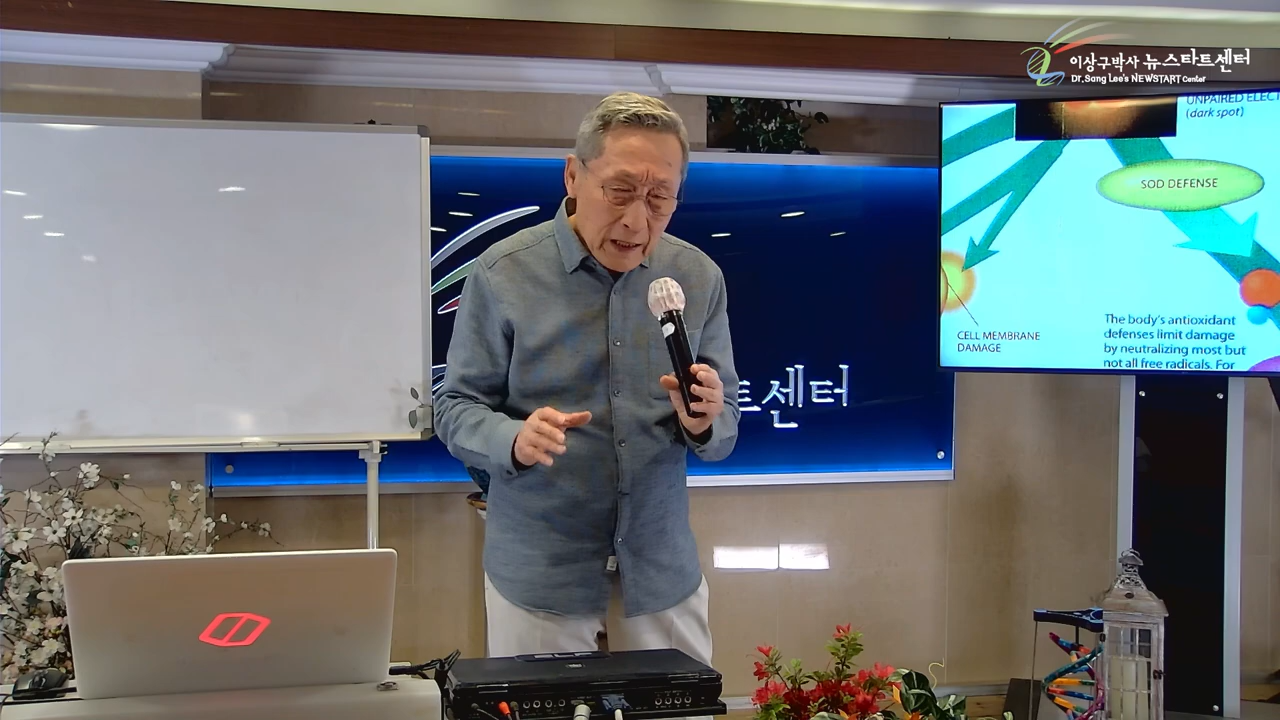 이상구박사 뉴스타트센터
Dr. Sang Lee's NEWSTART Center
UNPAIRED ELECT
(dark spot)
SOD DEFENSE
CELL MEMBRANE
DAMAGE
The body's antioxidant
defenses limit damage
by neutralizing most but
not all free radicals. For
트센터